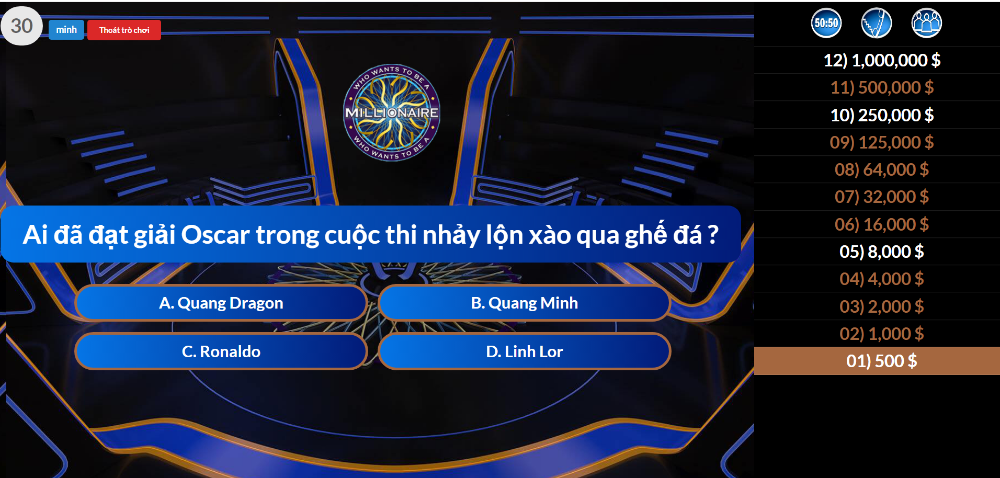 30
minh
Thoát trò chơi
WHO WANTS TO BE A
MILLIONAIRE
WHO WANTS TO BE A
Ai đã đạt giải Oscar trong cuộc thi nhảy lộn xào qua ghế đá ?
A. Quang Dragon
B. Quang Minh
C. Ronaldo
D. Linh Lor
50:50
12) 1,000,000 $
11) 500,000 $
10) 250,000 $
09) 125,000 $
08) 64,000 $
07) 32,000 $
06) 16,000 $
05) 8,000 $
04) 4,000 $
03) 2,000 $
02) 1,000 $
01) 500 $